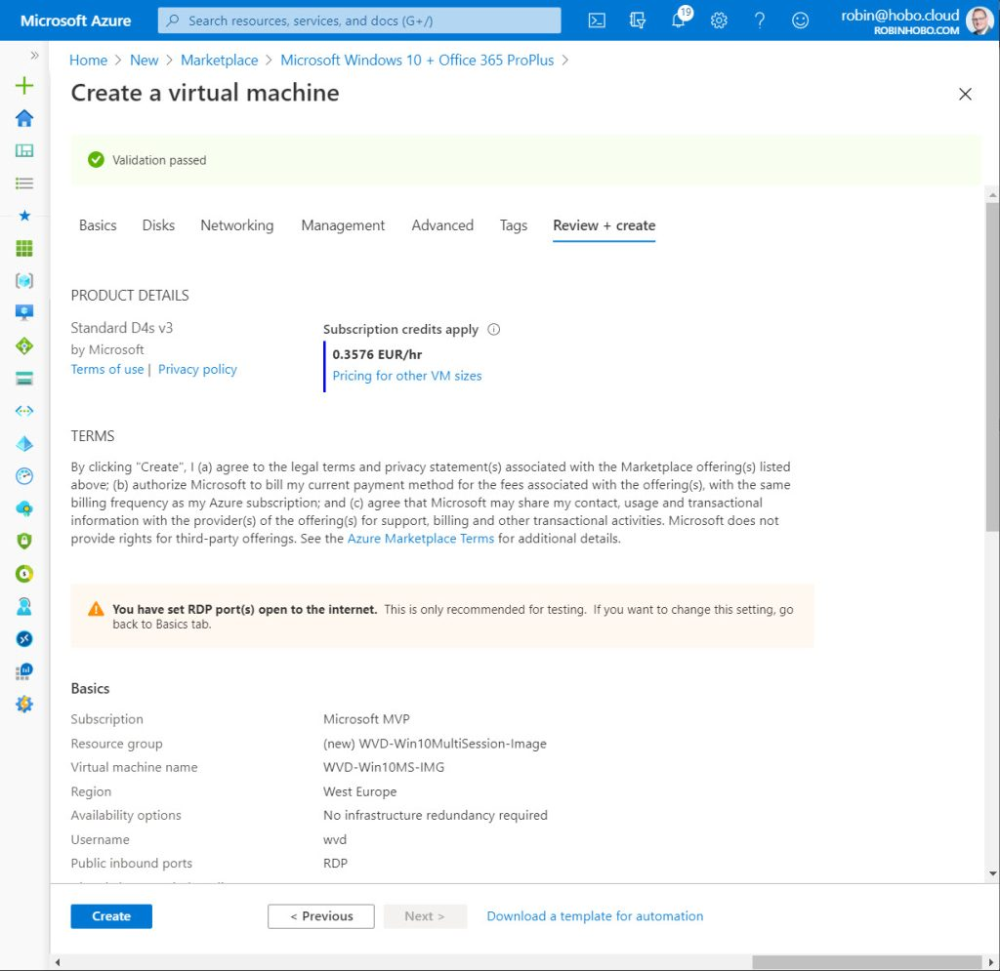 Microsoft Azure
Search resources, services, and docs (G+/)
19
robin@hobo.cloud
ROBINHOBO.COM
Home > New > Marketplace > Microsoft Windows 10 + Office 365 ProPlus >
Create a virtual machine
Validation passed
Basics Disks Networking Management Advanced Tags Review + create
PRODUCT DETAILS
Standard D4s v3
by Microsoft
Terms of use | Privacy policy
Subscription credits apply
0.3576 EUR/hr
Pricing for other VM sizes
TERMS
By clicking "Create", I (a) agree to the legal terms and privacy statement(s) associated with the Marketplace offering(s) listed
above; (b) authorize Microsoft to bill my current payment method for the fees associated with the offering(s), with the same
billing frequency as my Azure subscription; and (c) agree that Microsoft may share my contact, usage and transactional
information with the provider(s) of the offering(s) for support, billing and other transactional activities. Microsoft does not
provide rights for third-party offerings. See the Azure Marketplace Terms for additional details.
You have set RDP port(s) open to the internet. This is only recommended for testing. If you want to change this setting, go
back to Basics tab.
Basics
Subscription Microsoft MVP
Resource group (new) WVD-Win10MultiSession-Image
Virtual machine name WVD-Win10MS-IMG
Region West Europe
Availability options No infrastructure redundancy required
Username wvd
Public inbound ports RDP
Create < Previous Next > Download a template for automation